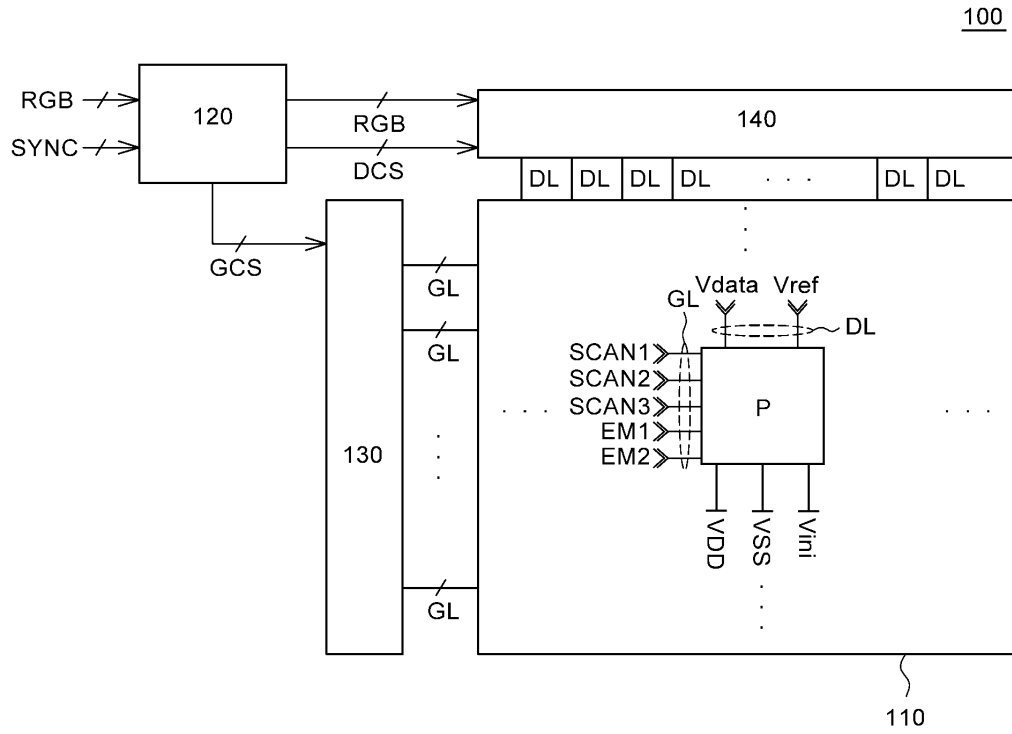 100
RGB
SYNC
120
RGB
DCS
140
DL DL DL DL . . . DL DL
GCS
GL
GL
GL
130
Vdata Vref
GL
DL
SCAN1
SCAN2
SCAN3
EM1
EM2
P
VDD
VSS
Vini
110